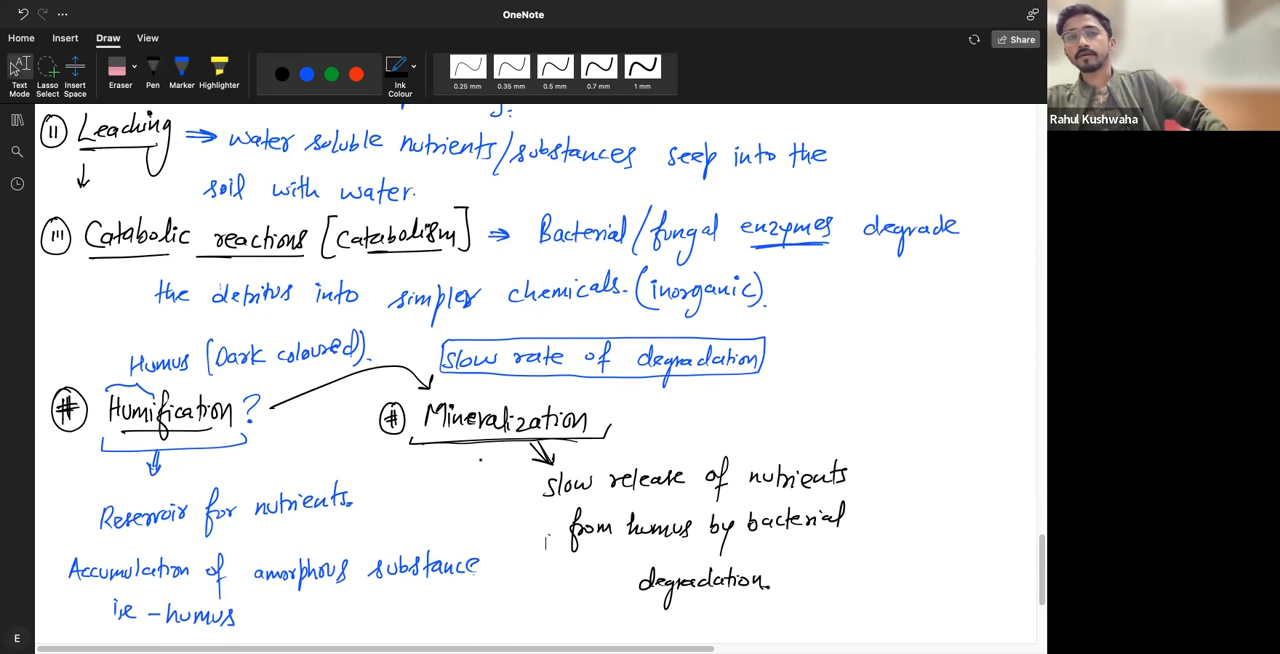 OneNote
Home Insert Draw View
Share
Text Mode
Lasso Select
Insert Space
Eraser
Pen
Marker
Highlighter
Ink Colour
0.25 mm
0.35 mm
0.5 mm
0.7 mm
1 mm
Rahul Kushwaha
(II) Leaching ⇒ water soluble nutrients/substances seep into the
soil with water.
(III) Catabolic reactions [Catabolism] ⇒ Bacterial/fungal enzymes degrade
the detritus into simpler chemicals. (inorganic).
Humus (Dark coloured).
Slow rate of degradation
# Humification ?
# Mineralization
Slow release of nutrients
from humus by bacterial
degradation.
Reservoir for nutrients.
Accumulation of amorphous substance
i.e - humus
E